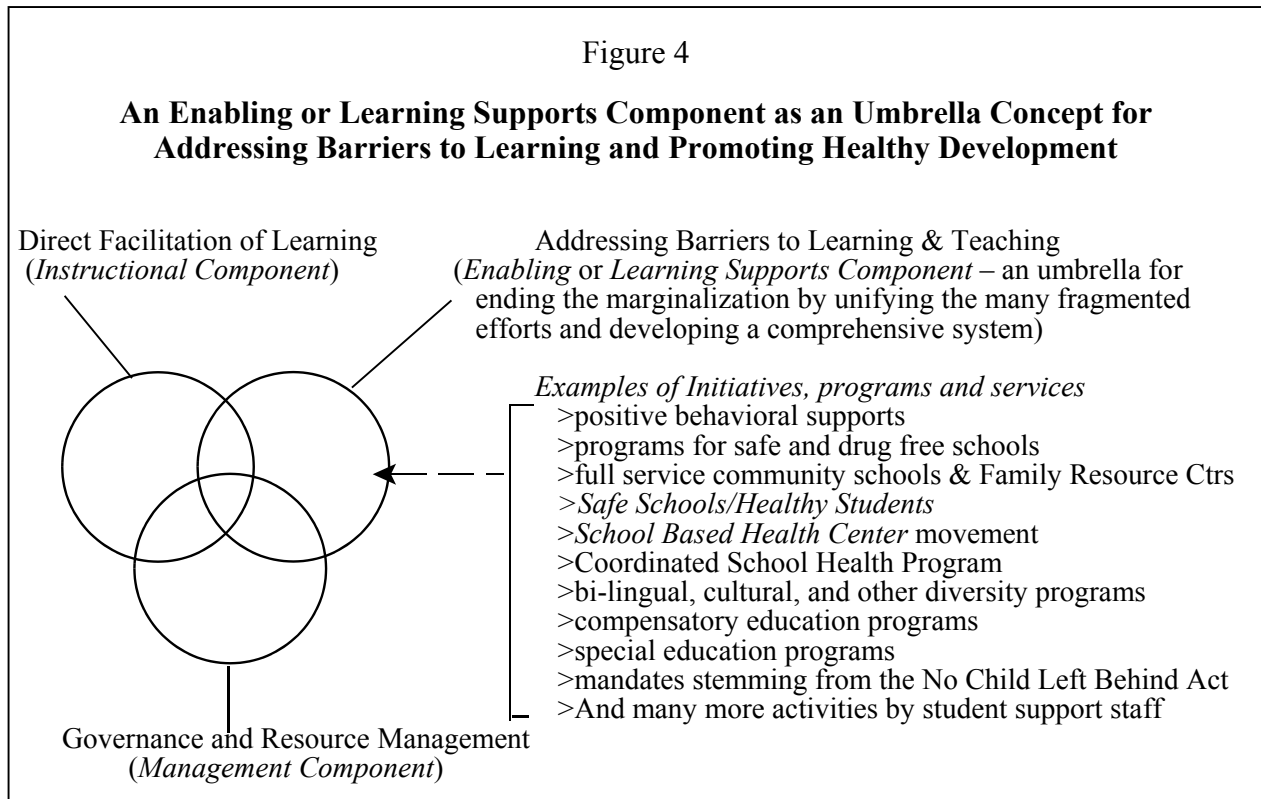 Figure 4
An Enabling or Learning Supports Component as an Umbrella Concept for
Addressing Barriers to Learning and Promoting Healthy Development
Direct Facilitation of Learning
(Instructional Component)
Addressing Barriers to Learning & Teaching
(Enabling or Learning Supports Component – an umbrella for
ending the marginalization by unifying the many fragmented
efforts and developing a comprehensive system)
Examples of Initiatives, programs and services
>positive behavioral supports
>programs for safe and drug free schools
>full service community schools & Family Resource Ctrs
>Safe Schools/Healthy Students
>School Based Health Center movement
>Coordinated School Health Program
>bi-lingual, cultural, and other diversity programs
>compensatory education programs
>special education programs
>mandates stemming from the No Child Left Behind Act
>And many more activities by student support staff
Governance and Resource Management
(Management Component)